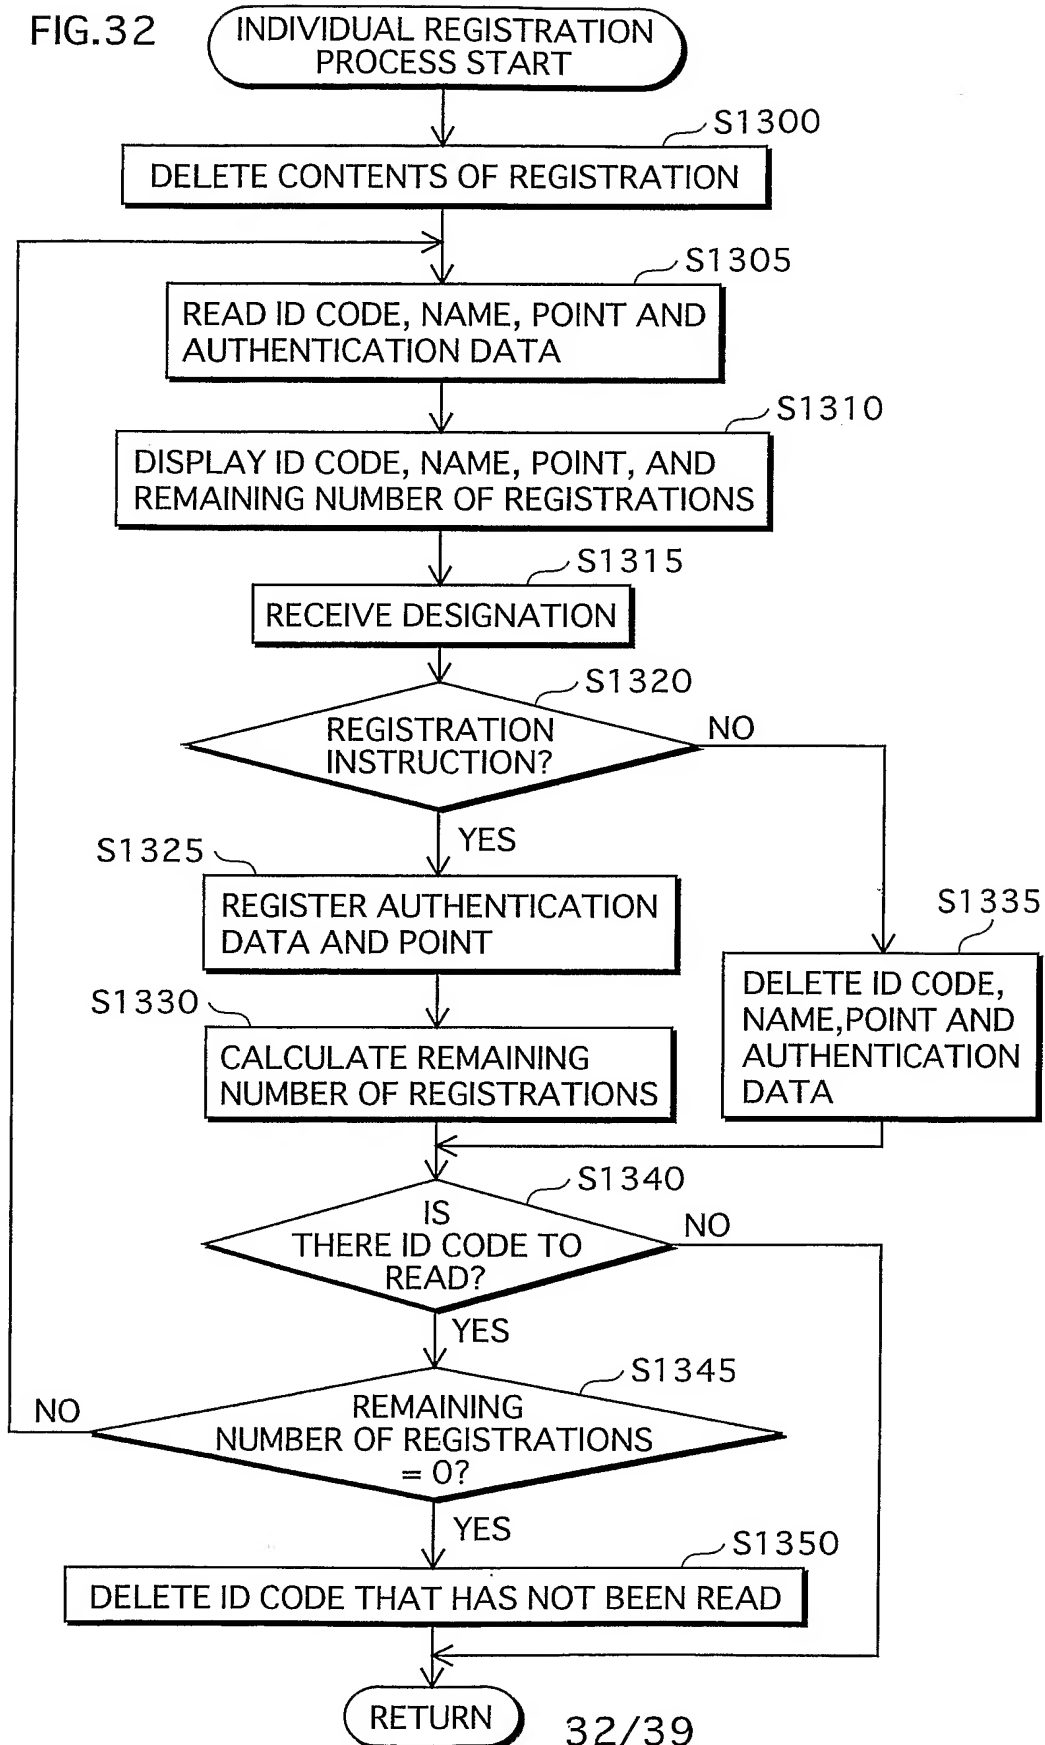 FIG.32
INDIVIDUAL REGISTRATION
PROCESS START
S1300
DELETE CONTENTS OF REGISTRATION
S1305
READ ID CODE, NAME, POINT AND
AUTHENTICATION DATA
S1310
DISPLAY ID CODE, NAME, POINT, AND
REMAINING NUMBER OF REGISTRATIONS
S1315
RECEIVE DESIGNATION
S1320
REGISTRATION
INSTRUCTION?
NO
YES
S1325
REGISTER AUTHENTICATION
DATA AND POINT
S1335
DELETE ID CODE,
NAME,POINT AND
AUTHENTICATION
DATA
S1330
CALCULATE REMAINING
NUMBER OF REGISTRATIONS
S1340
IS
THERE ID CODE TO
READ?
NO
YES
S1345
REMAINING
NUMBER OF REGISTRATIONS
= 0?
NO
YES
S1350
DELETE ID CODE THAT HAS NOT BEEN READ
RETURN
32/39